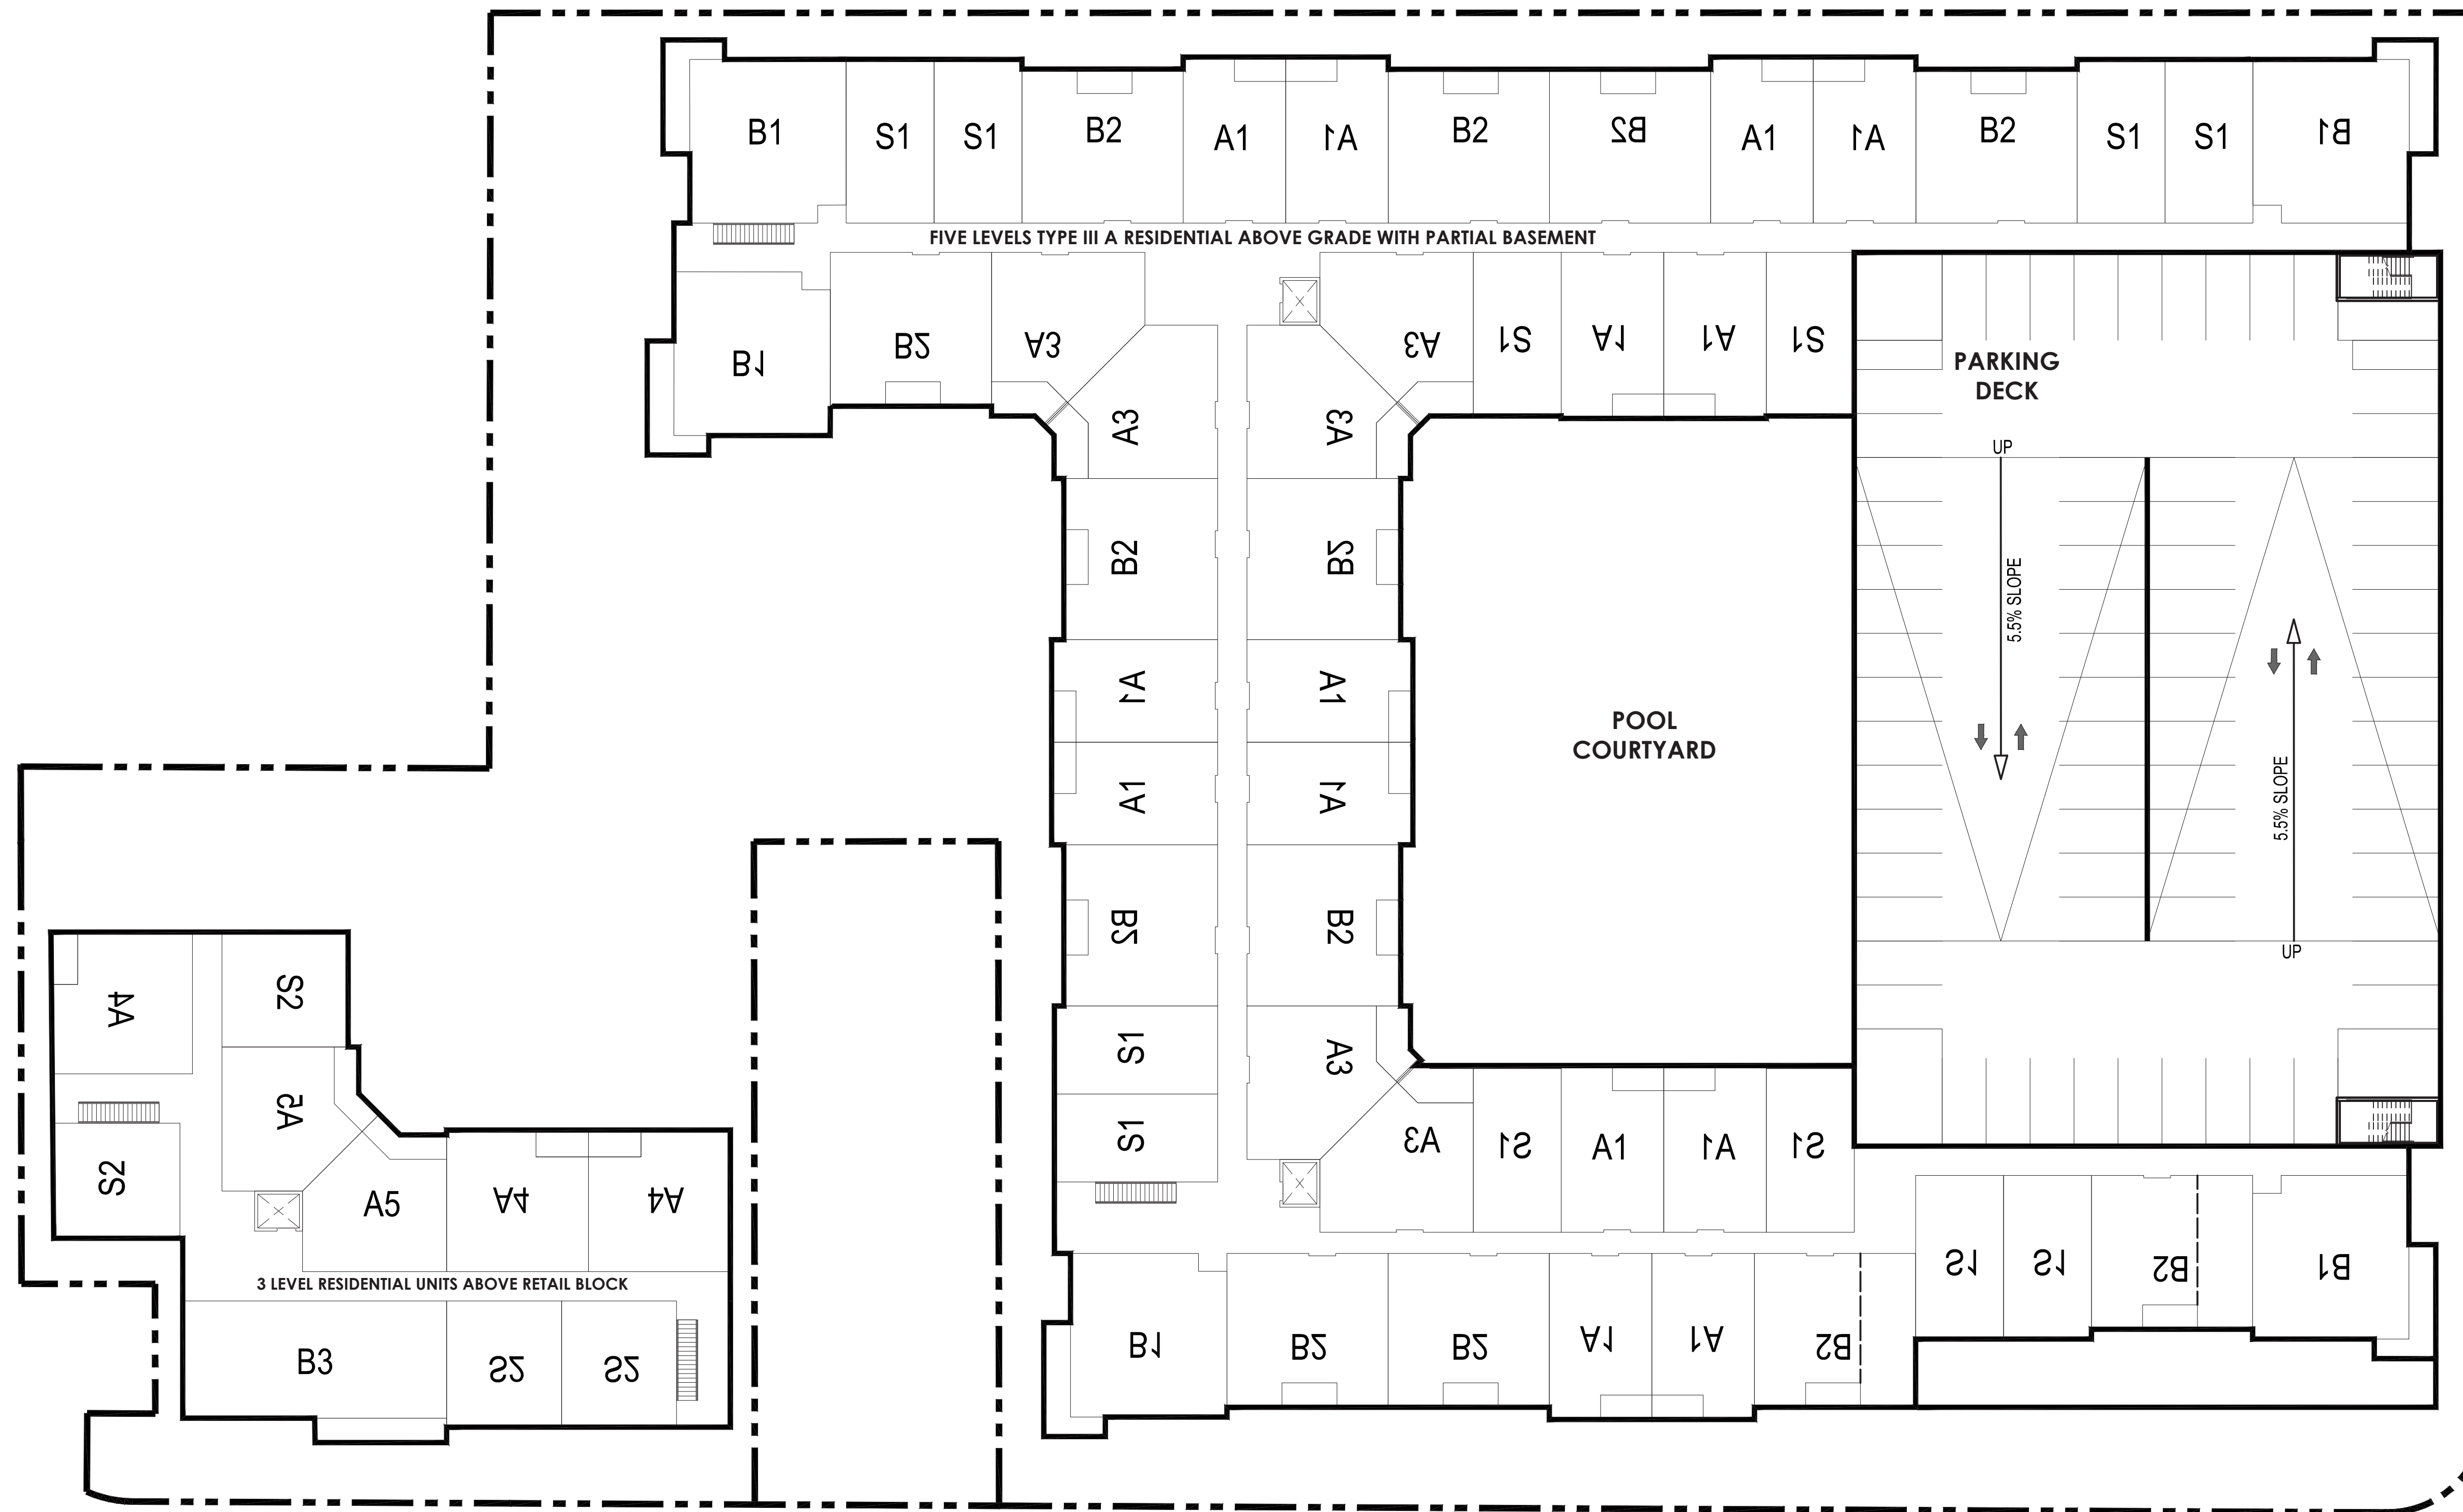 B1 S1 S1 B2 A1 A1 B2 B2 A1 A1 B2 S1 S1 B1
FIVE LEVELS TYPE III A RESIDENTIAL ABOVE GRADE WITH PARTIAL BASEMENT
B1 B2 A3 A3 S1 A1 A1 S1
PARKING
DECK
A3 A3
UP
B2 B2
5.5% SLOPE
A1 A1
POOL
COURTYARD
A1 A1
5.5% SLOPE
B2 B2
UP
A4 S2
S1 A3
A5
S1 A3 S1 A1 A1 S1
S2 A5 A4 A4
S1 S1 B2 B1
3 LEVEL RESIDENTIAL UNITS ABOVE RETAIL BLOCK
B3 S2 S2
B1 B2 B2 A1 A1 B2